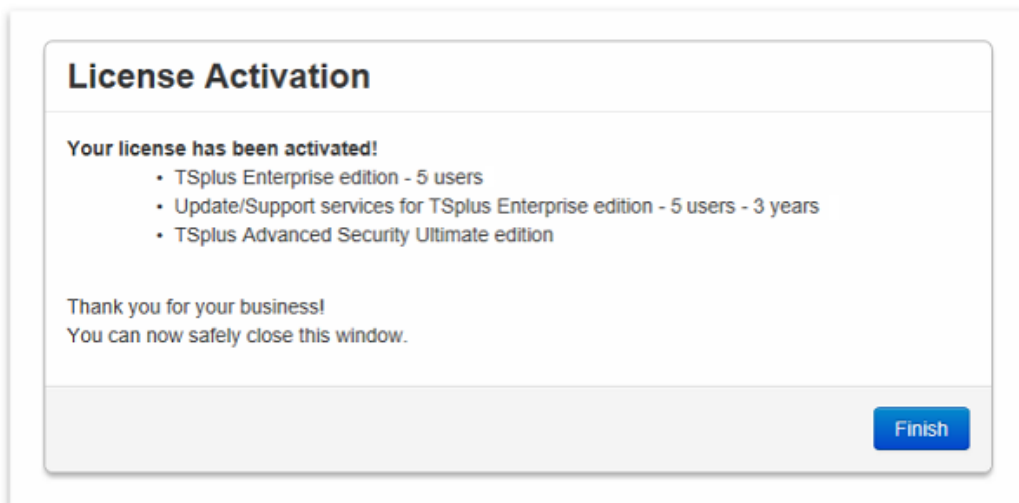 License Activation
Your license has been activated!
• TSplus Enterprise edition - 5 users
• Update/Support services for TSplus Enterprise edition - 5 users - 3 years
• TSplus Advanced Security Ultimate edition
Thank you for your business!
You can now safely close this window.
Finish